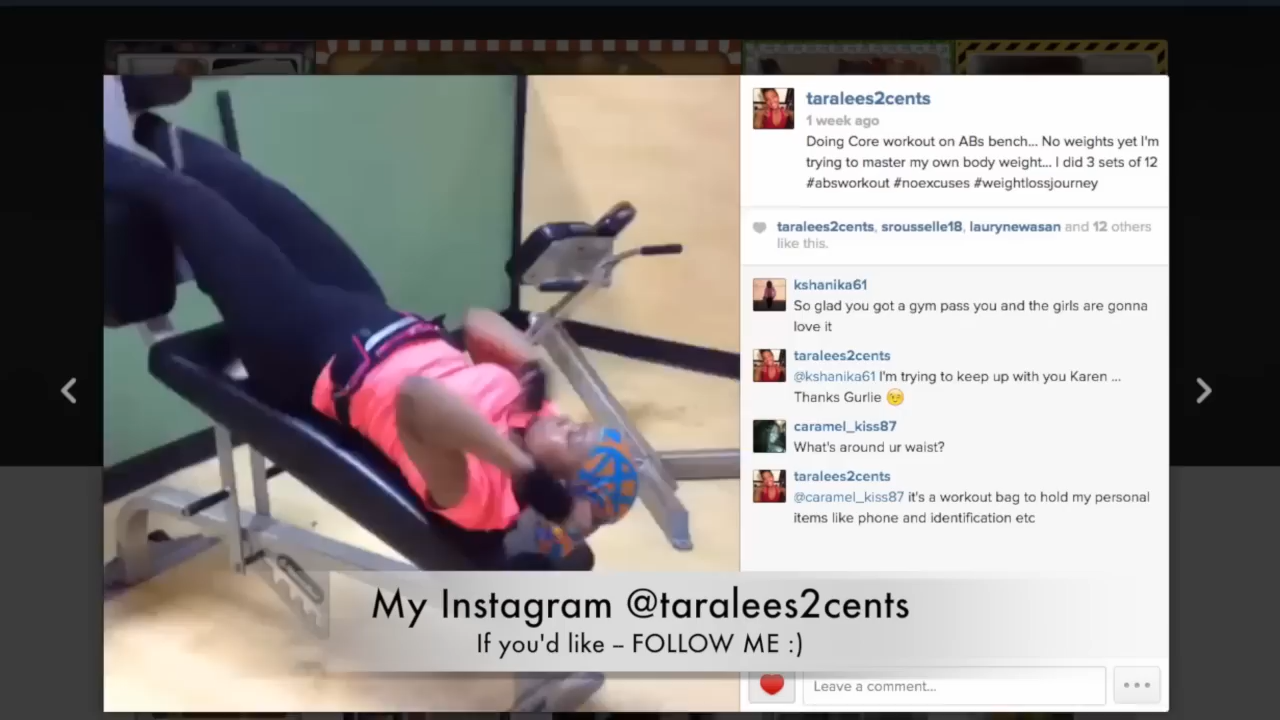 taralees2cents
1 week ago
Doing Core workout on ABs bench... No weights yet I'm
trying to master my own body weight... I did 3 sets of 12
#absworkout #noexcuses #weightlossjourney
taralees2cents, srousselle18, laurynewasan and 12 others
like this.
kshanika61
So glad you got a gym pass you and the girls are gonna
love it
taralees2cents
@kshanika61 I'm trying to keep up with you Karen ...
Thanks Gurlie 😉
caramel_kiss87
What's around ur waist?
taralees2cents
@caramel_kiss87 it's a workout bag to hold my personal
items like phone and identification etc
My Instagram @taralees2cents
If you'd like – FOLLOW ME :)
Leave a comment...